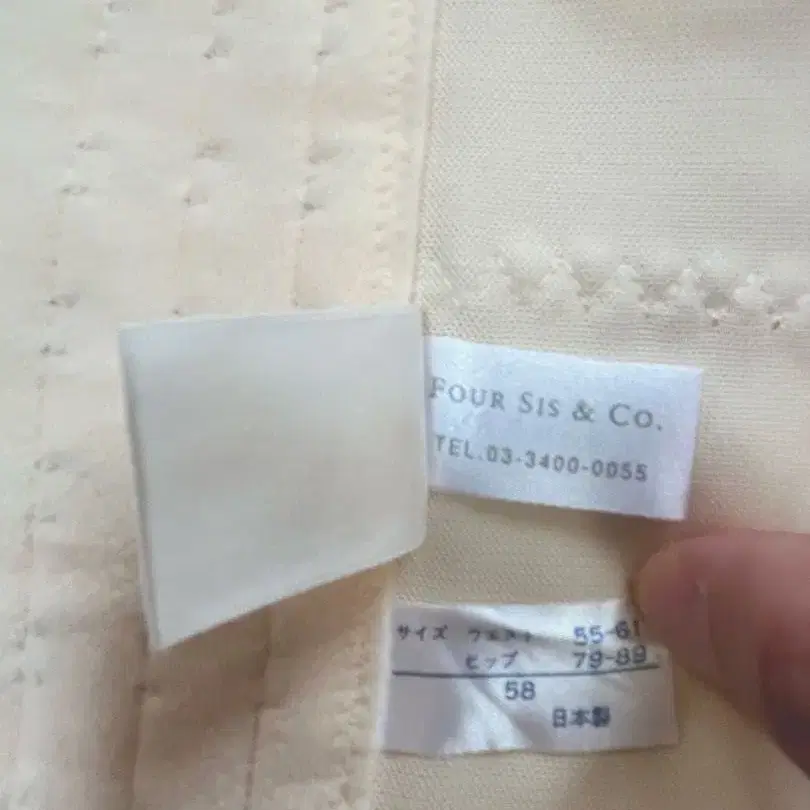 FOUR SIS & CO.
TEL.03-3400-0055
サイズ ウエスト 55-61
ヒップ 79-89
58
日本製